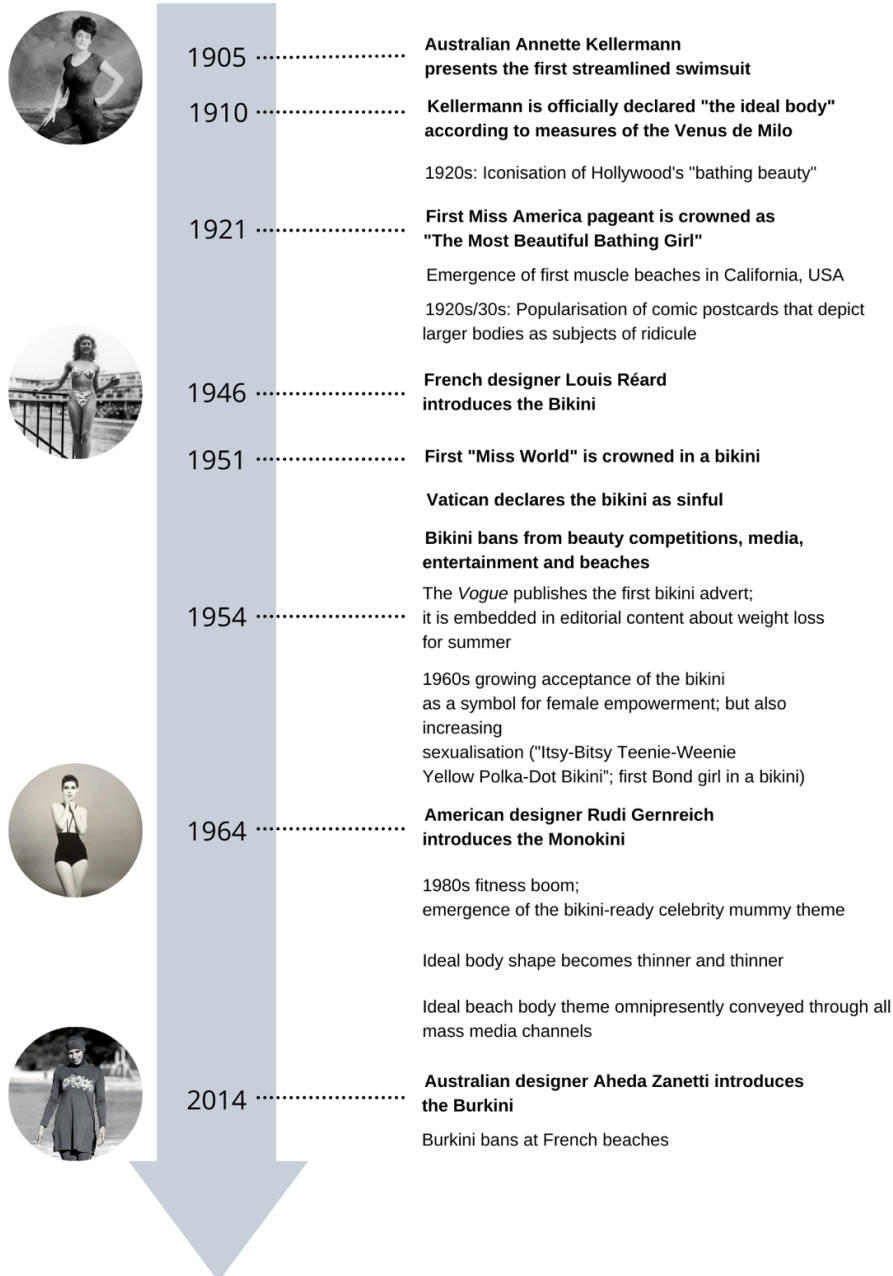 1905
Australian Annette Kellermann
presents the first streamlined swimsuit
1910
Kellermann is officially declared "the ideal body"
according to measures of the Venus de Milo
1920s: Iconisation of Hollywood's "bathing beauty"
1921
First Miss America pageant is crowned as
"The Most Beautiful Bathing Girl"
Emergence of first muscle beaches in California, USA
1920s/30s: Popularisation of comic postcards that depict
larger bodies as subjects of ridicule
1946
French designer Louis Réard
introduces the Bikini
1951
First "Miss World" is crowned in a bikini
Vatican declares the bikini as sinful
Bikini bans from beauty competitions, media,
entertainment and beaches
1954
The Vogue publishes the first bikini advert;
it is embedded in editorial content about weight loss
for summer
1960s growing acceptance of the bikini
as a symbol for female empowerment; but also
increasing
sexualisation ("Itsy-Bitsy Teenie-Weenie
Yellow Polka-Dot Bikini”; first Bond girl in a bikini)
1964
American designer Rudi Gernreich
introduces the Monokini
1980s fitness boom;
emergence of the bikini-ready celebrity mummy theme
Ideal body shape becomes thinner and thinner
Ideal beach body theme omnipresently conveyed through all
mass media channels
2014
Australian designer Aheda Zanetti introduces
the Burkini
Burkini bans at French beaches